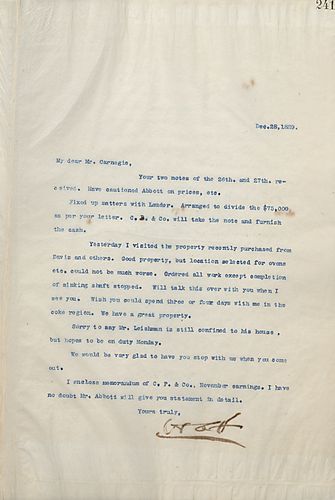 241
Dec. 28, 1889.
My dear Mr. Carnegie,
Your two notes of the 26th. and 27th. re-
ceived. Have cautioned Abbott on prices, etc.
Fixed up matters with Lauder. Arranged to divide the $75,000
as per your letter. C. B. & Co. will take the note and furnish
the cash.
Yesterday I visited the property recently purchased from
Davis and others. Good property, but location selected for ovens
etc. could not be much worse. Ordered all work except completion
of sinking shaft stopped. Will talk this over with you when I
see you. Wish you could spend three or four days with me in the
coke region. We have a great property.
Sorry to say Mr. Leishman is still confined to his house,
but hopes to be on duty Monday.
We would be very glad to have you stop with us when you come
out.
I enclose memorandum of C. P. & Co., November earnings. I have
no doubt Mr. Abbott will give you statement in detail.
Yours truly,